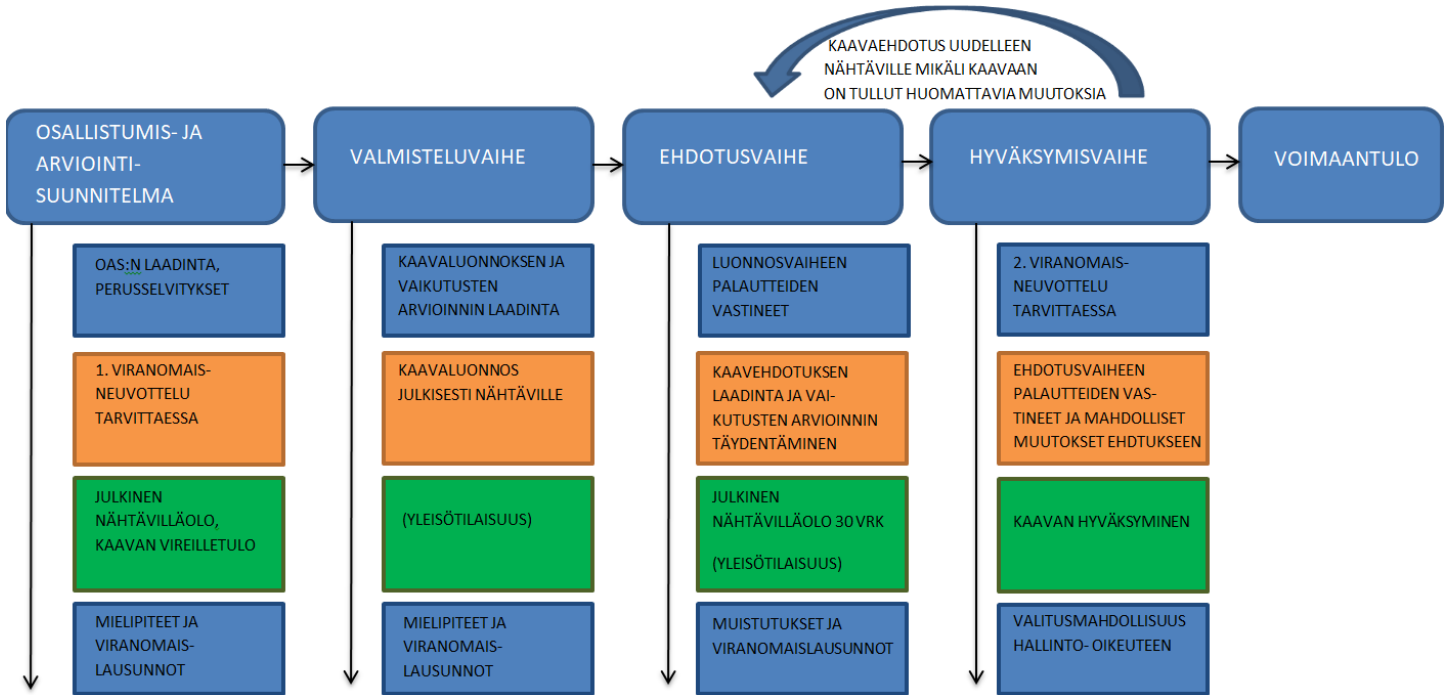 KAAVAEHDOTUS UUDELLEEN
NÄHTÄVILLE MIKÄLI KAAVAAN
ON TULLUT HUOMATTAVIA MUUTOKSIA
OSALLISTUMIS- JA
ARVIOINTI-
SUUNNITELMA
VALMISTELUVAIHE
EHDOTUSVAIHE
HYVÄKSYMISVAIHE
VOIMAANTULO
OAS:N LAADINTA,
PERUSSELVITYKSET
1. VIRANOMAIS-
NEUVOTTELU
TARVITTAESSA
JULKINEN
NÄHTÄVILLÄOLO,
KAAVAN VIREILLETULO
MIELIPITEET JA
VIRANOMAIS-
LAUSUNNOT
KAAVALUONNOKSEN JA
VAIKUTUSTEN
ARVIOINNIN LAADINTA
KAAVALUONNOS
JULKISESTI NÄHTÄVILLE
(YLEISÖTILAISUUS)
MIELIPITEET JA
VIRANOMAIS-
LAUSUNNOT
LUONNOSVAIHEEN
PALAUTTEIDEN
VASTINEET
KAAVEHDOTUKSEN
LAADINTA JA VAI-
KUTUSTEN ARVIOINNIN
TÄYDENTÄMINEN
JULKINEN
NÄHTÄVILLÄOLO 30 VRK
(YLEISÖTILAISUUS)
MUISTUTUKSET JA
VIRANOMAISLAUSUNNOT
2. VIRANOMAIS-
NEUVOTTELU
TARVITTAESSA
EHDOTUSVAIHEEN
PALAUTTEIDEN VAS-
TINEET JA MAHDOLLISET
MUUTOKSET EHDTUKSEEN
KAAVAN HYVÄKSYMINEN
VALITUSMAHDOLLISUUS
HALLINTO- OIKEUTEEN